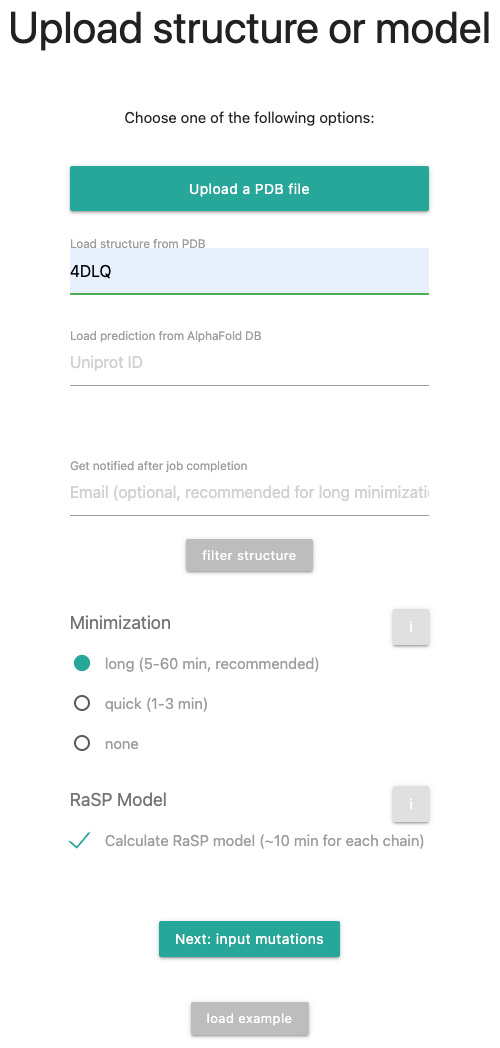 Upload structure or model
Choose one of the following options:
Upload a PDB file
Load structure from PDB
4DLQ
Load prediction from AlphaFold DB
Uniprot ID
Get notified after job completion
Email (optional, recommended for long minimizati
filter structure
Minimization
i
long (5-60 min, recommended)
quick (1-3 min)
none
RaSP Model
i
Calculate RaSP model (~10 min for each chain)
Next: input mutations
load example